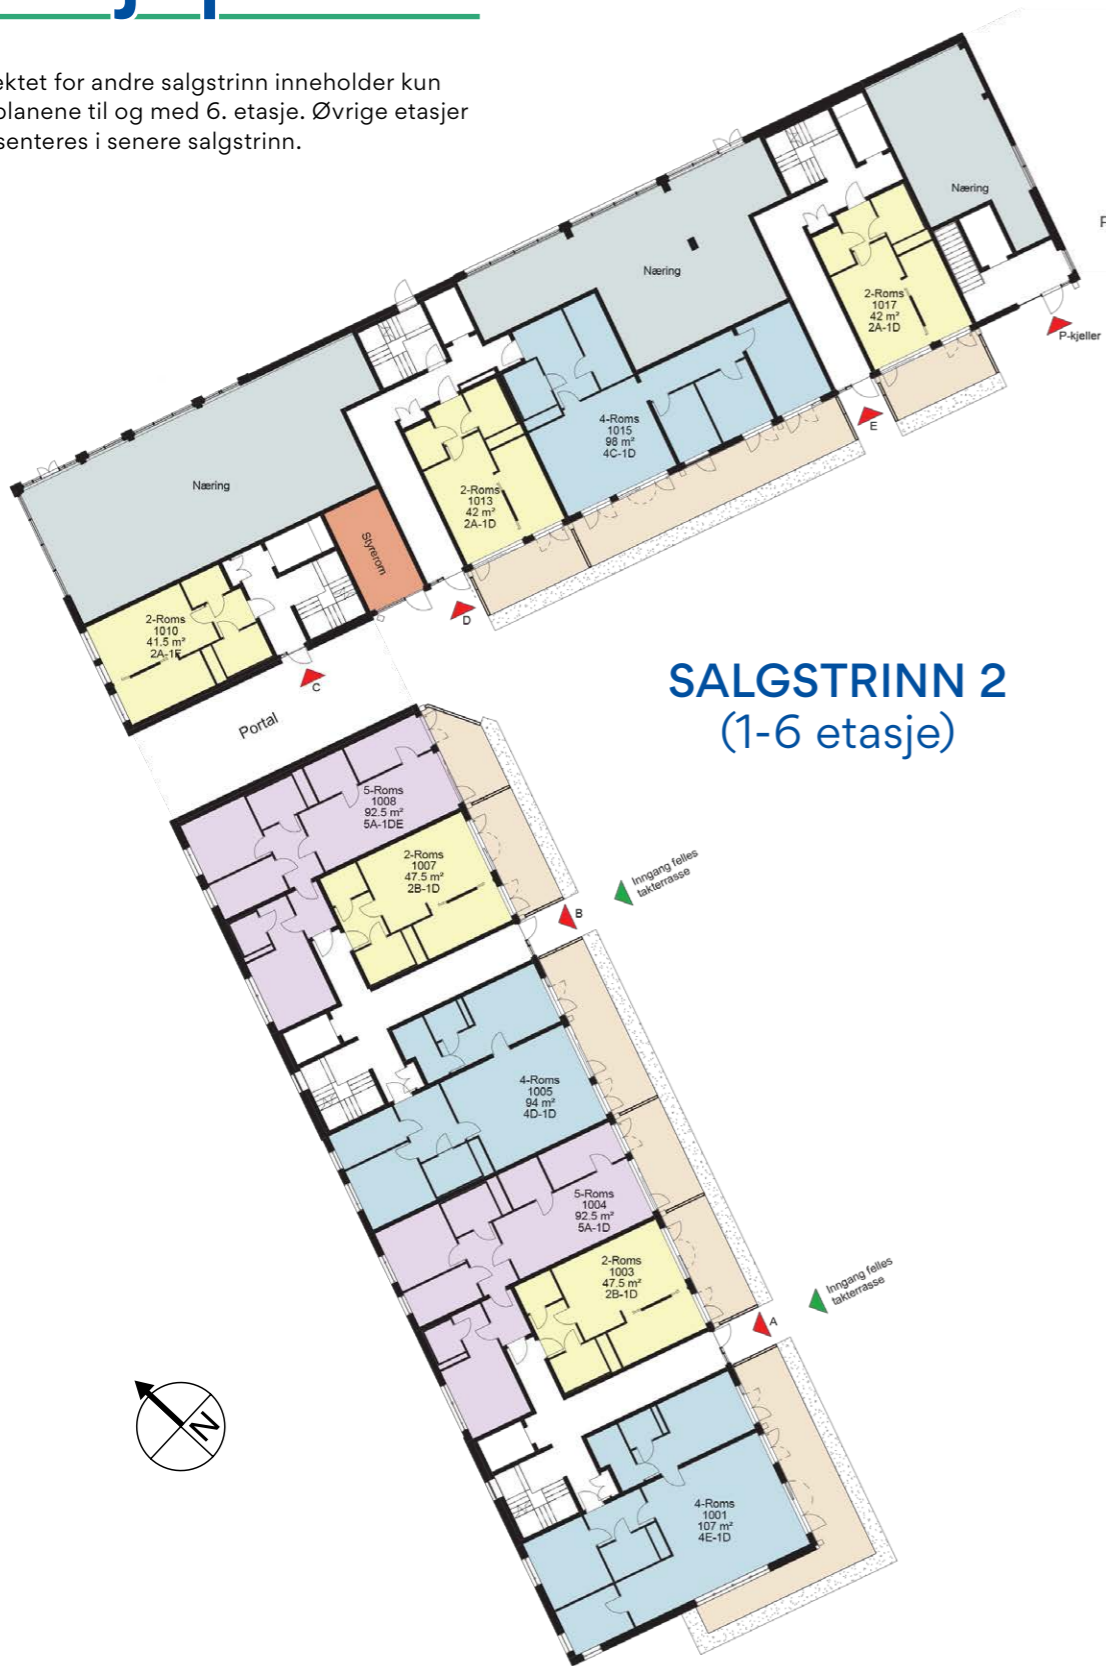 ektet for andre salgstrinn inneholder kun
planene til og med 6. etasje. Øvrige etasjer
senteres i senere salgstrinn.
Næring
2-Roms
1017
42 m²
2A-1D
P-kjeller
Næring
E
4-Roms
1015
98 m²
4C-1D
2-Roms
1013
42 m²
2A-1D
Næring
Styrerom
D
2-Roms
1010
41.5 m²
2A-1E
C
Portal
SALGSTRINN 2
(1-6 etasje)
5-Roms
1008
92.5 m²
5A-1DE
2-Roms
1007
47.5 m²
2B-1D
Inngang felles
takterrasse
B
4-Roms
1005
94 m²
4D-1D
5-Roms
1004
92.5 m²
5A-1D
2-Roms
1003
47.5 m²
2B-1D
Inngang felles
takterrasse
A
N
4-Roms
1001
107 m²
4E-1D